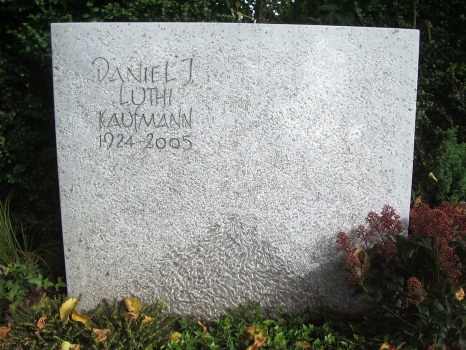 DANIEL J.
LUTHI
KAUFMANN
1924-2005